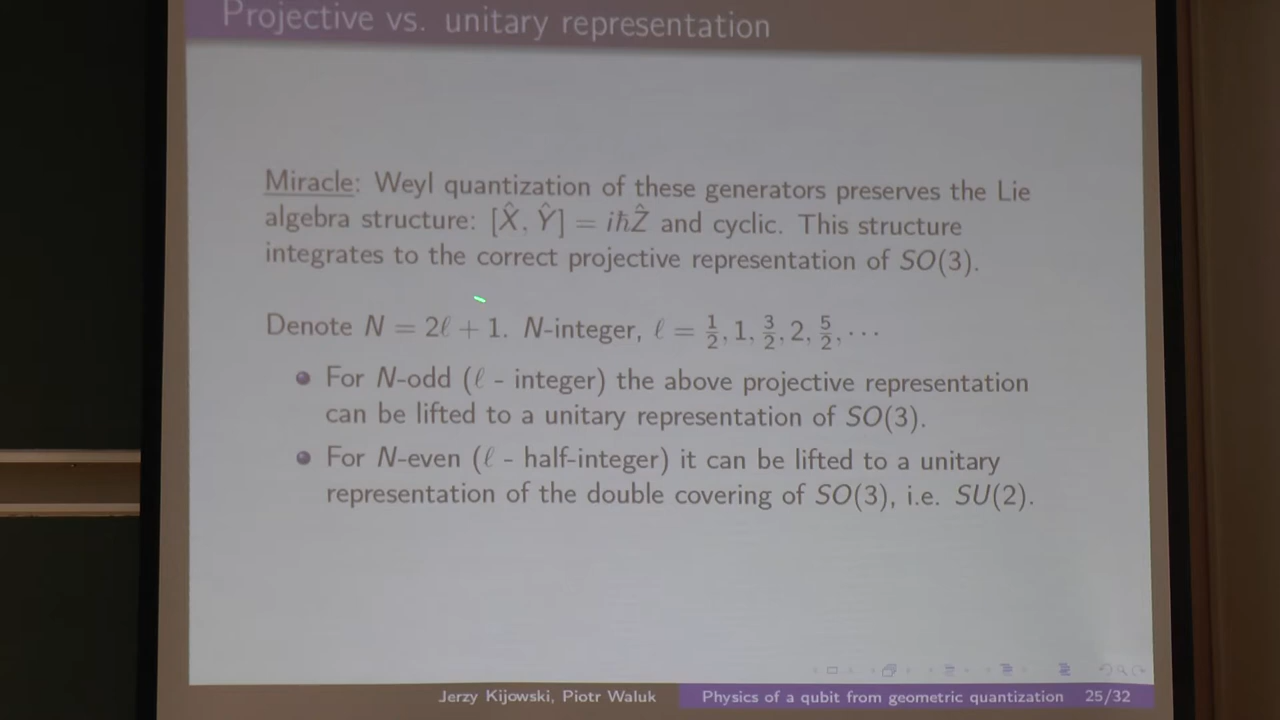 Projective vs. unitary representation
Miracle: Weyl quantization of these generators preserves the Lie
algebra structure: [X̂, Ŷ] = iℏẐ and cyclic. This structure
integrates to the correct projective representation of SO(3).
Denote N = 2ℓ + 1. N-integer, ℓ = 1/2, 1, 3/2, 2, 5/2, ⋯
For N-odd (ℓ - integer) the above projective representation
can be lifted to a unitary representation of SO(3).
For N-even (ℓ - half-integer) it can be lifted to a unitary
representation of the double covering of SO(3), i.e. SU(2).
Jerzy Kijowski, Piotr Waluk Physics of a qubit from geometric quantization 25/32